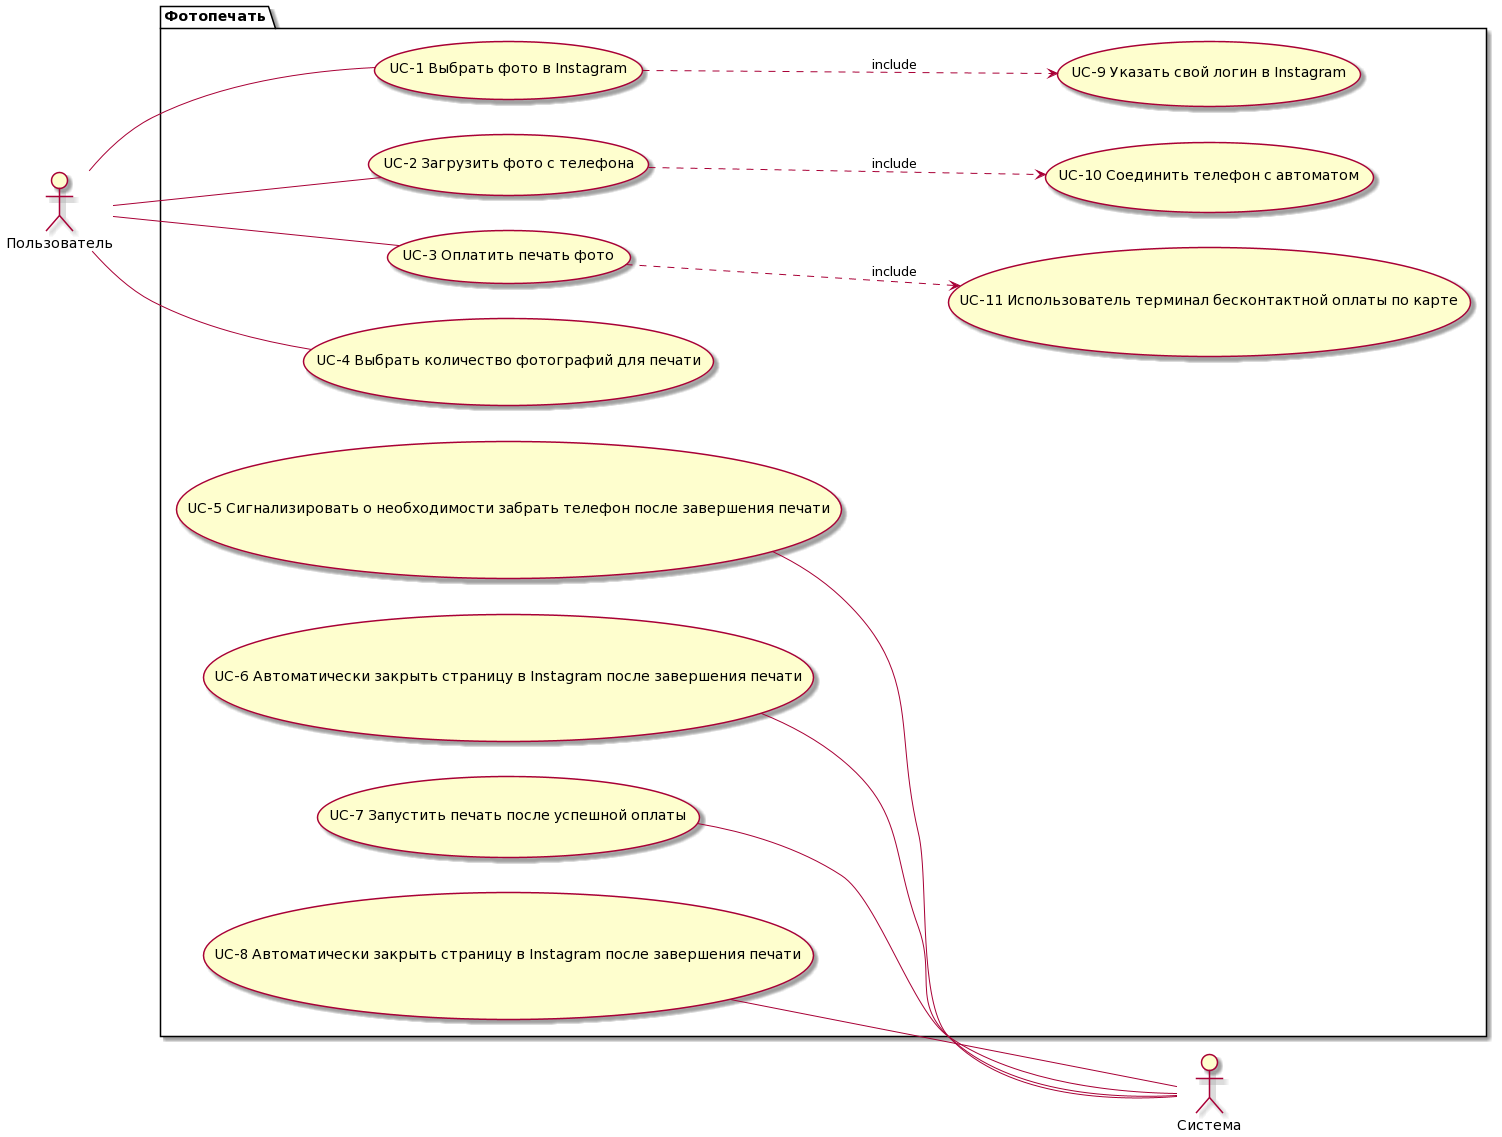 Фотопечать
UC-1 Выбрать фото в Instagram
include
UC-9 Указать свой логин в Instagram
UC-2 Загрузить фото с телефона
include
UC-10 Соединить телефон с автоматом
Пользователь
UC-3 Оплатить печать фото
include
UC-11 Использователь терминал бесконтактной оплаты по карте
UC-4 Выбрать количество фотографий для печати
UC-5 Сигнализировать о необходимости забрать телефон после завершения печати
UC-6 Автоматически закрыть страницу в Instagram после завершения печати
UC-7 Запустить печать после успешной оплаты
UC-8 Автоматически закрыть страницу в Instagram после завершения печати
Система